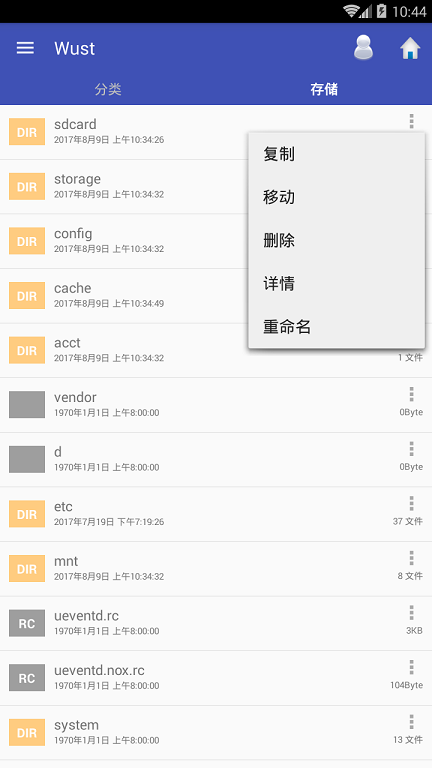 10:44
Wust
分类
存储
DIR
sdcard
2017年8月9日 上午10:34:26
复制
移动
删除
详情
重命名
DIR
storage
2017年8月9日 上午10:34:32
DIR
config
2017年8月9日 上午10:34:32
DIR
cache
2017年8月9日 上午10:34:49
DIR
acct
2017年8月9日 上午10:34:32
1 文件
vendor
1970年1月1日 上午8:00:00
0Byte
d
1970年1月1日 上午8:00:00
0Byte
DIR
etc
2017年7月19日 下午7:19:26
37 文件
DIR
mnt
2017年8月9日 上午10:34:32
8 文件
RC
ueventd.rc
1970年1月1日 上午8:00:00
3KB
RC
ueventd.nox.rc
1970年1月1日 上午8:00:00
104Byte
DIR
system
1970年1月1日 上午8:00:00
13 文件